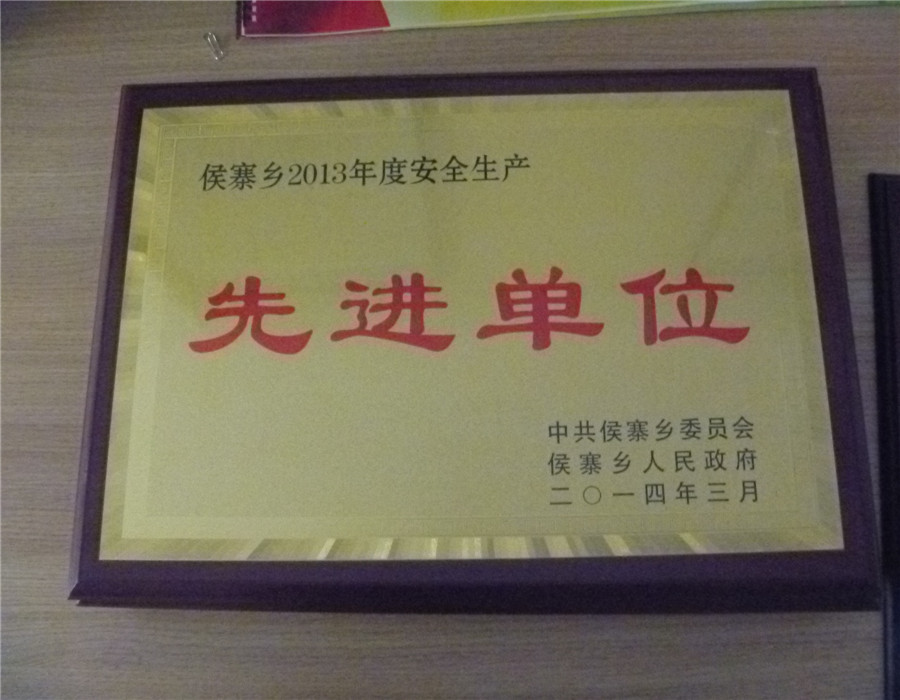 侯寨乡2013年度安全生产
先进单位
中共侯寨乡委员会
侯寨乡人民政府
二〇一四年三月